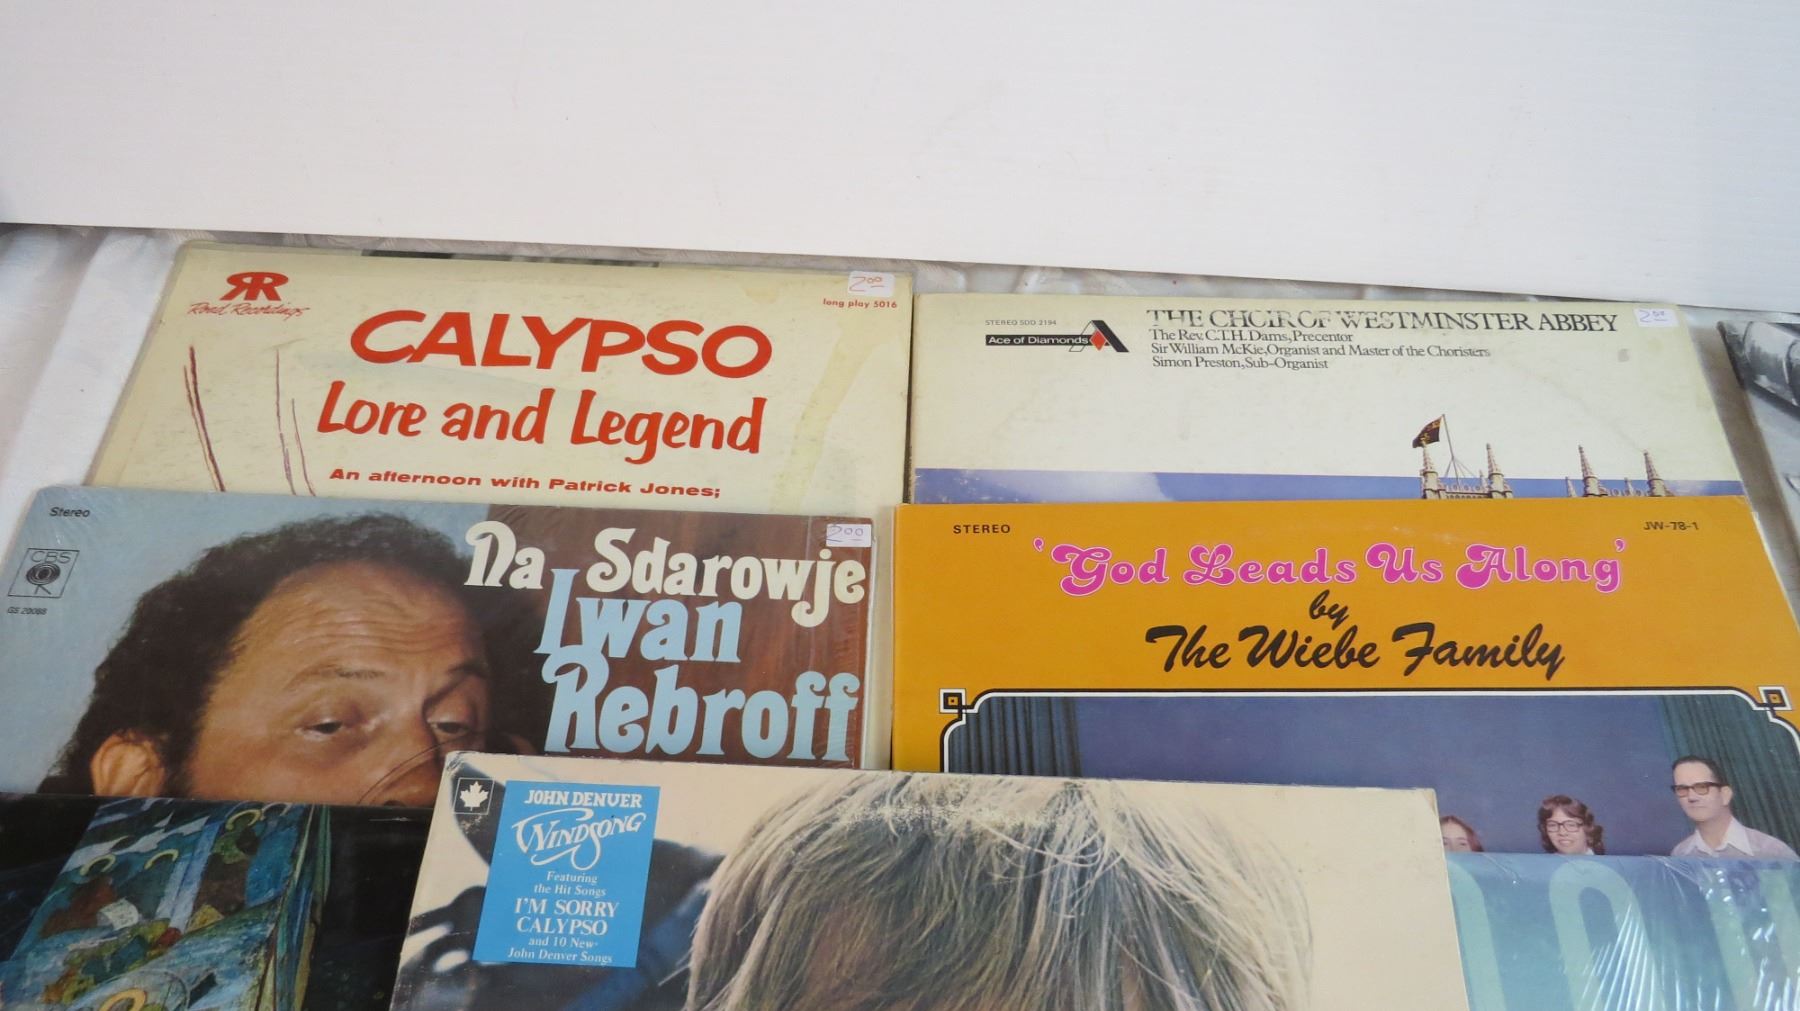 RR
Road Recordings
2.00
long play 5016
CALYPSO
Lore and Legend
An afternoon with Patrick Jones;
STEREO SDD 2194
Ace of Diamonds
THE CHOIR OF WESTMINSTER ABBEY
The Rev. C.T.H. Dams, Precentor
Sir William McKie, Organist and Master of the Choristers
Simon Preston, Sub-Organist
2.00
Stereo
CBS
GS 20088
2.00
Na Sdarowje
Iwan
Rebroff
STEREO
JW-78-1
'God Leads Us Along'
by
The Wiebe Family
JOHN DENVER
WINDSONG
Featuring
the Hit Songs
I'M SORRY
CALYPSO
and 10 New
John Denver Songs